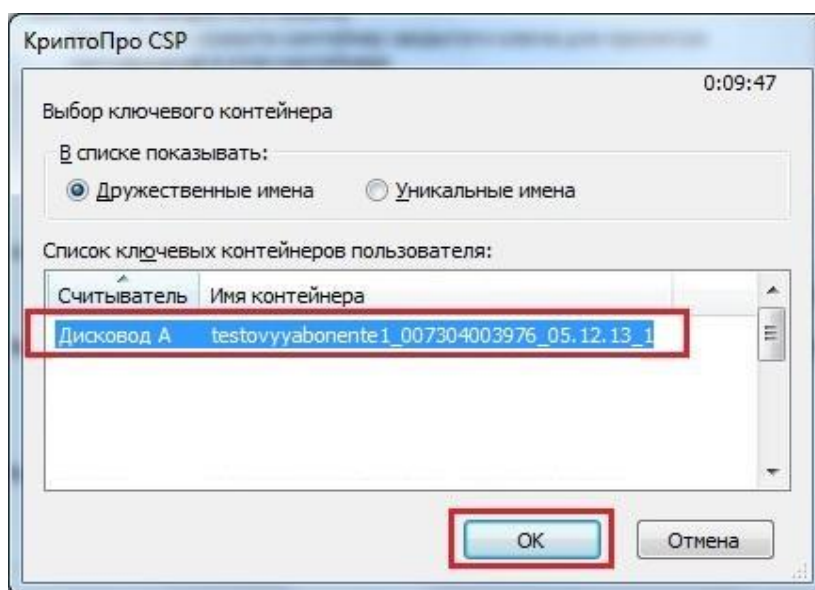 КриптоПро CSP
0:09:47
Выбор ключевого контейнера
В списке показывать:
Дружественные имена Уникальные имена
Список ключевых контейнеров пользователя:
Считыватель Имя контейнера
Дисковод A testovyyabonente1_007304003976_05.12.13_1
OK Отмена